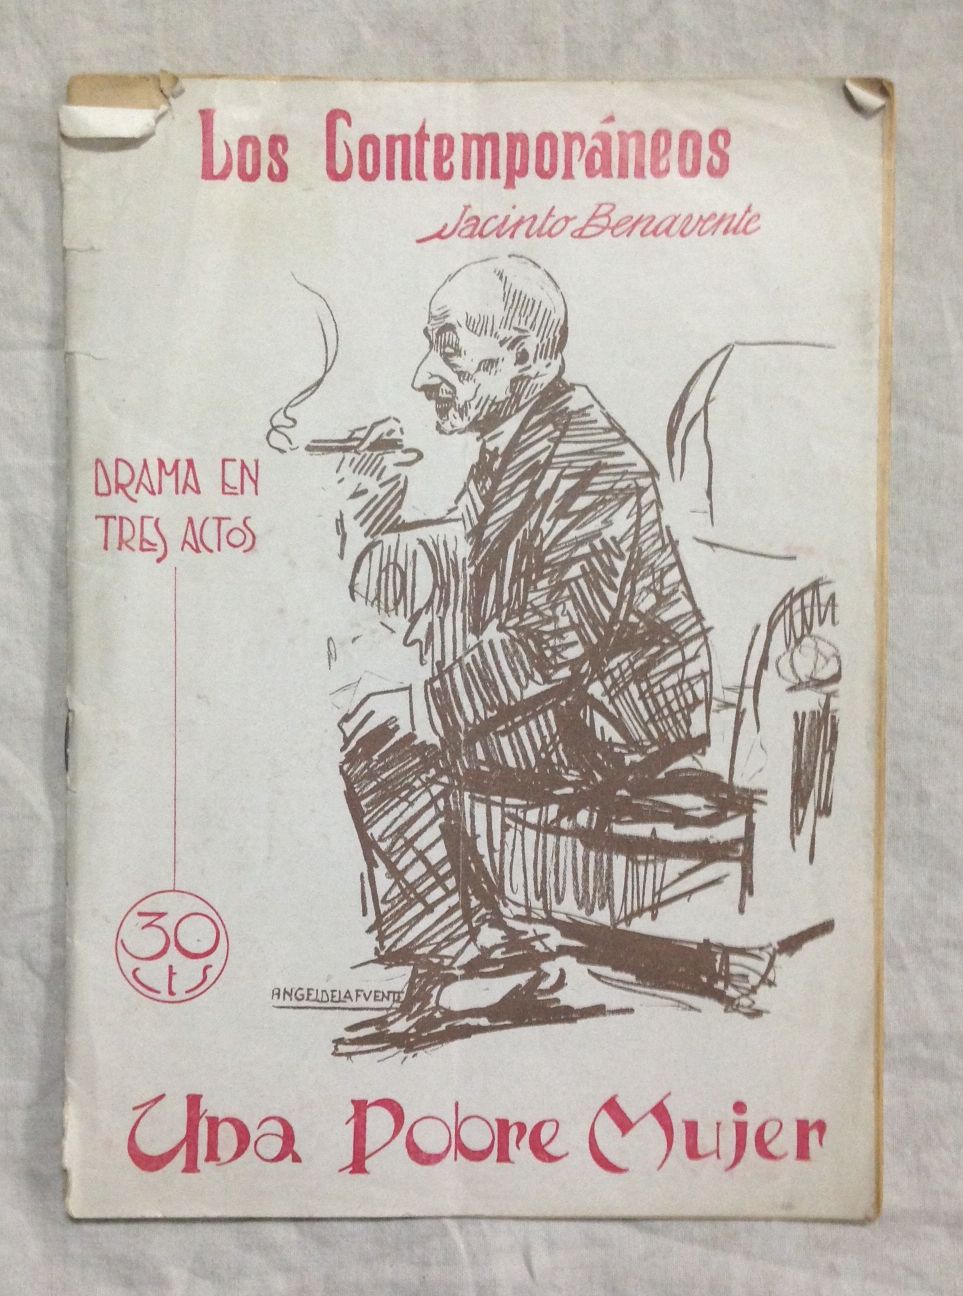 Los Contemporáneos
Jacinto Benavente
DRAMA EN
TRES ACTOS
30
cts
ANGELDELAFVENTE
Una Pobre Mujer